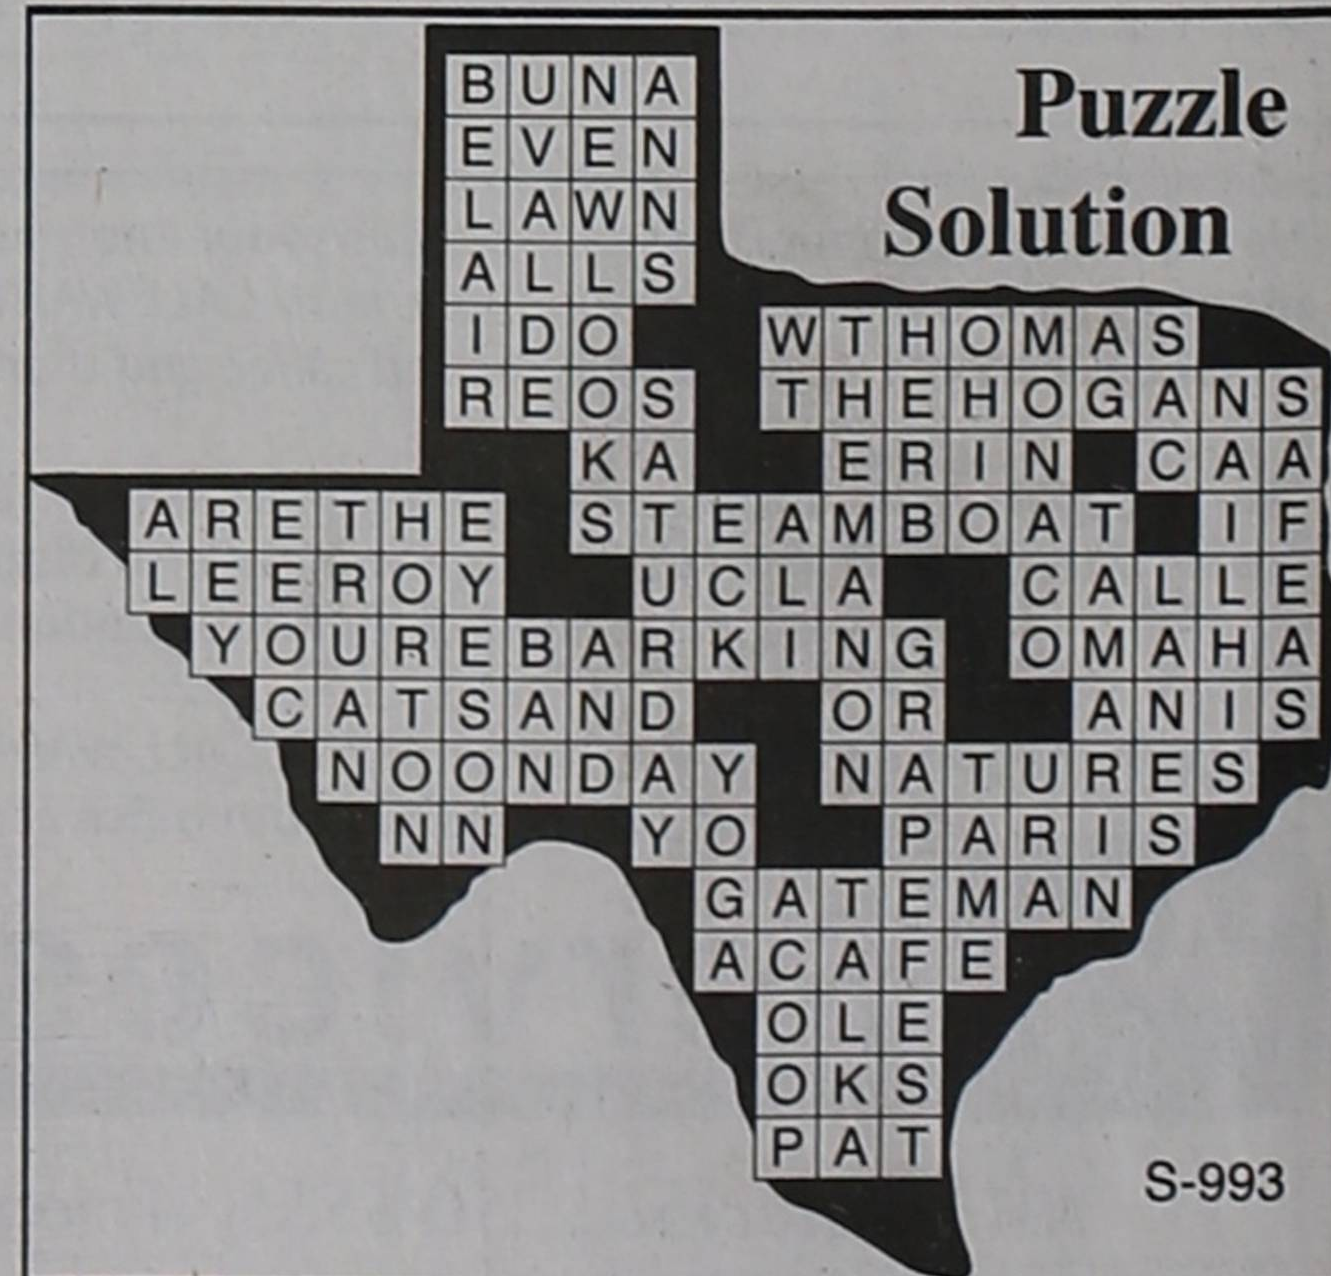 Puzzle
Solution
BUNA
EVEN
LAWN
ALLS
IDO WTHOMAS
REOS THEHOGANS
KA ERIN CAA
ARETHE STEAMBOAT IF
LEEROY UCLA CALLE
YOUREBARKING OMAHA
CATSAND OR ANIS
NOONDAY NATURES
NN YO PARIS
GATEMAN
ACAFE
OLE
OKS
PAT
S-993